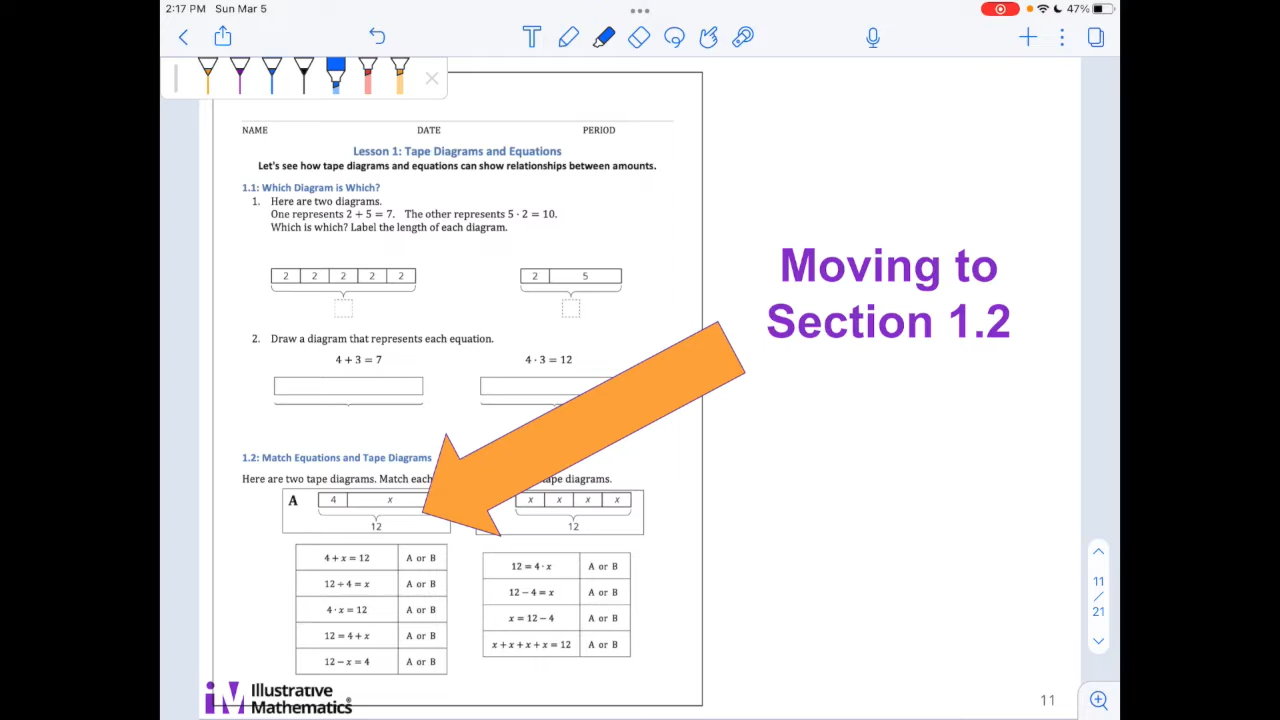 2:17 PM Sun Mar 5
47%
NAME DATE PERIOD
Lesson 1: Tape Diagrams and Equations
Let's see how tape diagrams and equations can show relationships between amounts.
1.1: Which Diagram is Which?
1. Here are two diagrams.
One represents 2 + 5 = 7. The other represents 5 · 2 = 10.
Which is which? Label the length of each diagram.
2 2 2 2 2
2 5
2. Draw a diagram that represents each equation.
4 + 3 = 7
4 · 3 = 12
Moving to
Section 1.2
1.2: Match Equations and Tape Diagrams
Here are two tape diagrams. Match each tape diagrams.
A
4 x
12
x x x x
12
4 + x = 12 A or B
12 ÷ 4 = x A or B
4 · x = 12 A or B
12 = 4 + x A or B
12 − x = 4 A or B
12 = 4 · x A or B
12 − 4 = x A or B
x = 12 − 4 A or B
x + x + x + x = 12 A or B
11
/
21
iM Illustrative
Mathematics®
11